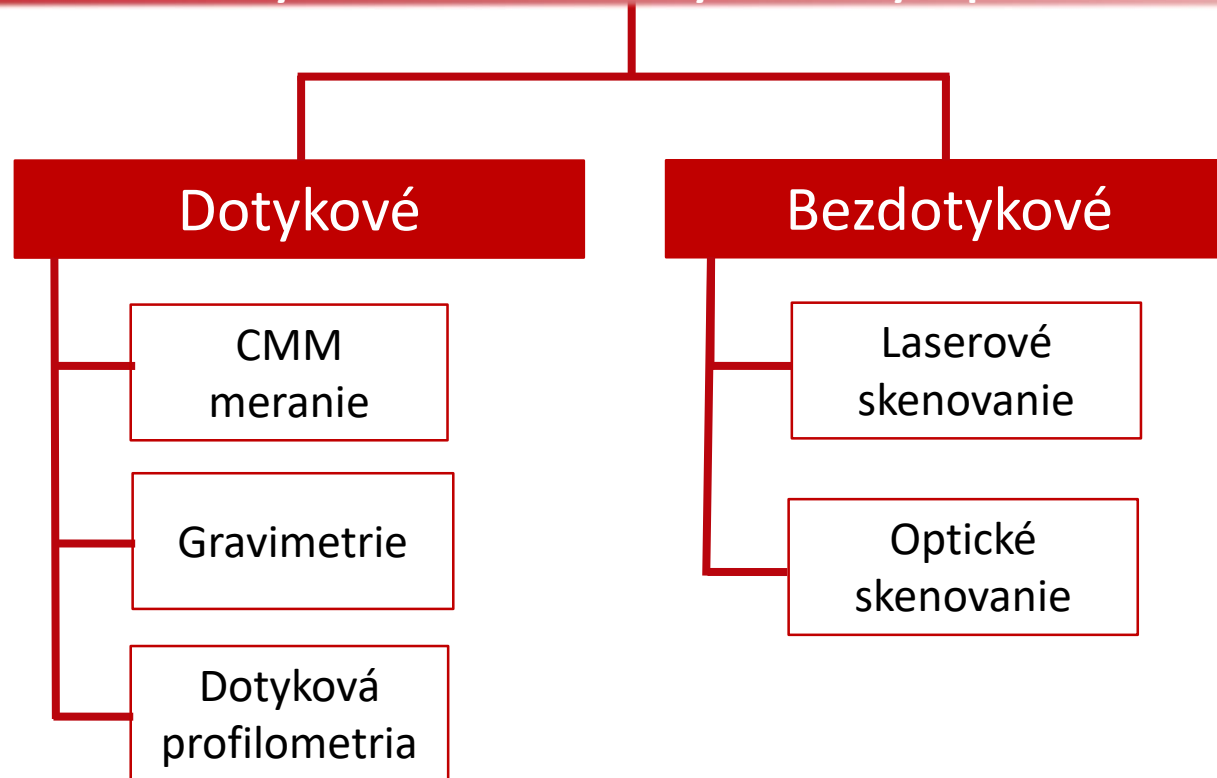 Dotykové
Bezdotykové
CMM
meranie
Gravimetrie
Dotyková
profilometria
Laserové
skenovanie
Optické
skenovanie